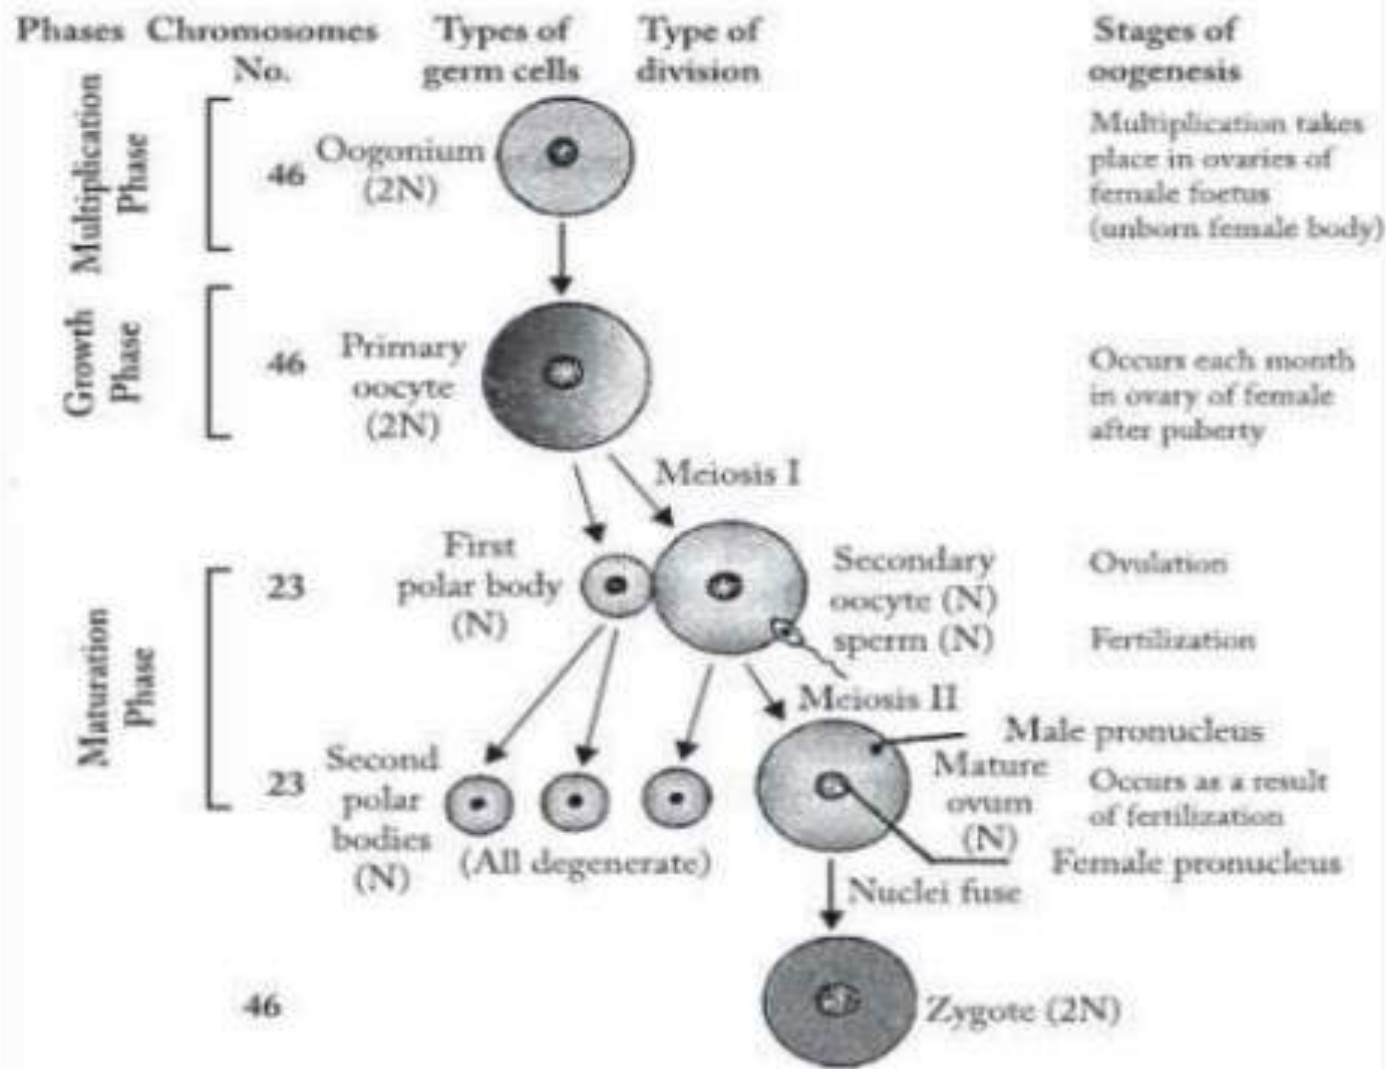 Phases Chromosomes No.
Types of germ cells
Type of division
Stages of oogenesis
Multiplication Phase
46
Oogonium
(2N)
Multiplication takes
place in ovaries of
female foetus
(unborn female body)
Growth Phase
46
Primary
oocyte
(2N)
Occurs each month
in ovary of female
after puberty
Meiosis I
Maturation Phase
23
First
polar body
(N)
Secondary
oocyte (N)
sperm (N)
Ovulation
Fertilization
Meiosis II
23
Second
polar
bodies
(N)
(All degenerate)
Male pronucleus
Mature
ovum
(N)
Occurs as a result
of fertilization
Female pronucleus
Nuclei fuse
46
Zygote (2N)